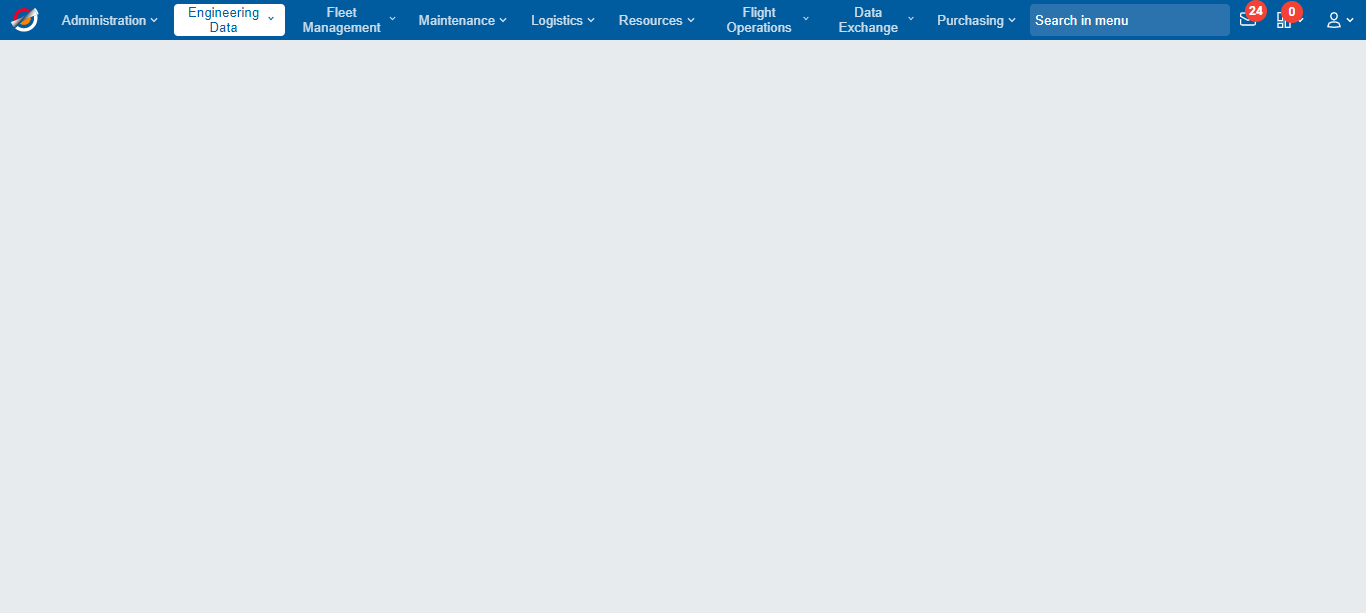 Administration
Engineering
Data
Fleet
Management
Maintenance
Logistics
Resources
Flight
Operations
Data
Exchange
Purchasing
Search in menu
24
0